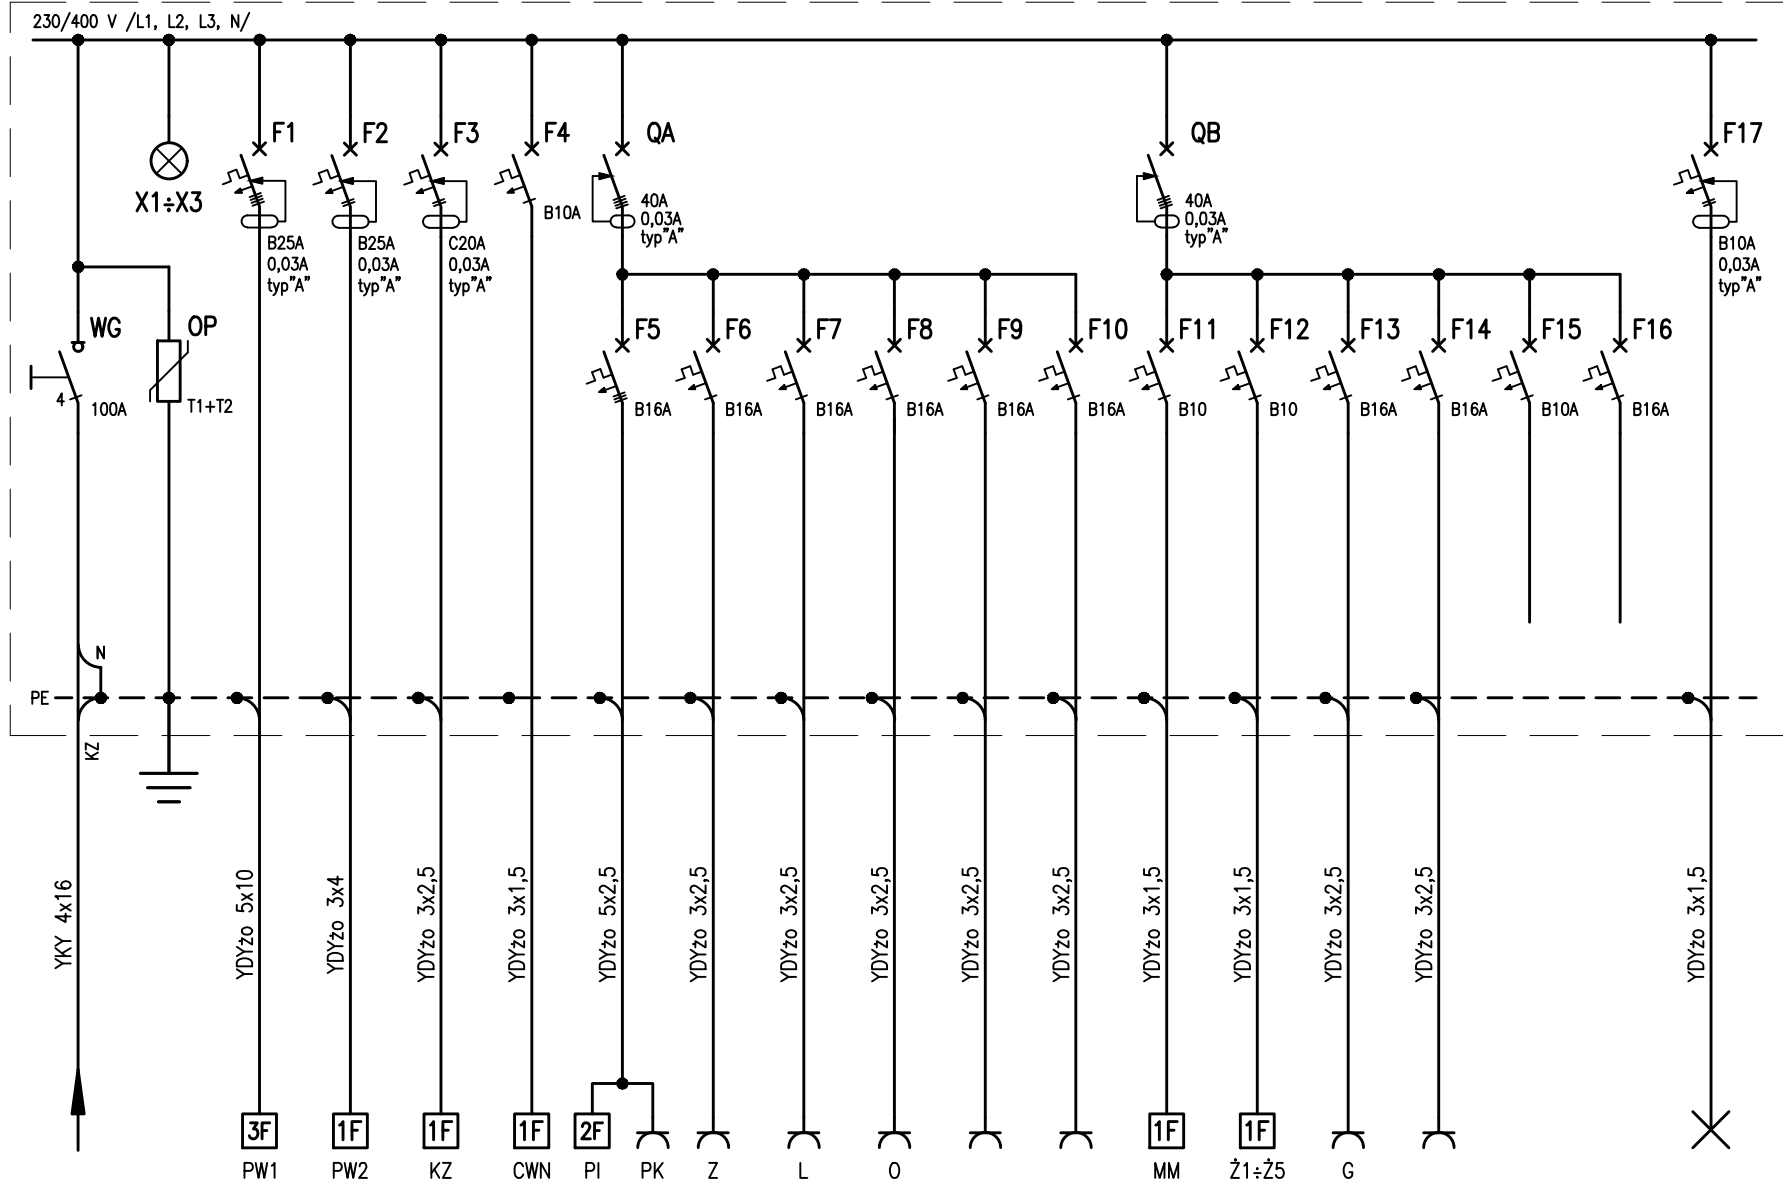 230/400 V /L1, L2, L3, N/
F1
F2
F3
F4
QA
QB
F17
X1÷X3
B25A
0,03A
typ"A"
B25A
0,03A
typ"A"
C20A
0,03A
typ"A"
B10A
40A
0,03A
typ"A"
40A
0,03A
typ"A"
B10A
0,03A
typ"A"
WG
OP
F5
F6
F7
F8
F9
F10
F11
F12
F13
F14
F15
F16
4
100A
T1+T2
B16A
B16A
B16A
B16A
B16A
B16A
B10
B10
B16A
B16A
B10A
B16A
N
PE
KZ
YKY 4x16
YDYżo 5x10
YDYżo 3x4
YDYżo 3x2,5
YDYżo 3x1,5
YDYżo 5x2,5
YDYżo 3x2,5
YDYżo 3x2,5
YDYżo 3x2,5
YDYżo 3x2,5
YDYżo 3x2,5
YDYżo 3x1,5
YDYżo 3x1,5
YDYżo 3x2,5
YDYżo 3x2,5
YDYżo 3x1,5
3F
1F
1F
1F
2F
1F
1F
PW1
PW2
KZ
CWN
PI
PK
Z
L
O
MM
Ż1÷Ż5
G